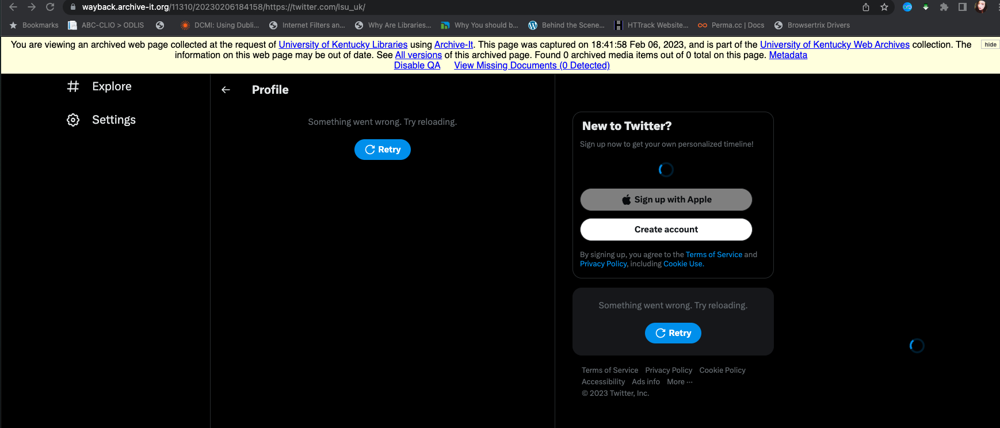 wayback.archive-it.org/11310/20230206184158/https://twitter.com/lsu_uk/
Bookmarks
ABC-CLIO > ODLIS
DCMI: Using Dubli...
Internet Filters an...
Why Are Libraries...
Why You should b...
Behind the Scene...
HTTrack Website...
Perma.cc | Docs
Browsertrix Drivers
You are viewing an archived web page collected at the request of University of Kentucky Libraries using Archive-It. This page was captured on 18:41:58 Feb 06, 2023, and is part of the University of Kentucky Web Archives collection. The
hide
information on this web page may be out of date. See All versions of this archived page. Found 0 archived media items out of 0 total on this page. Metadata
Disable QA View Missing Documents (0 Detected)
Explore
Settings
Profile
Something went wrong. Try reloading.
Retry
New to Twitter?
Sign up now to get your own personalized timeline!
Sign up with Apple
Create account
By signing up, you agree to the Terms of Service and
Privacy Policy, including Cookie Use.
Something went wrong. Try reloading.
Retry
Terms of Service Privacy Policy Cookie Policy
Accessibility Ads info More ...
© 2023 Twitter, Inc.